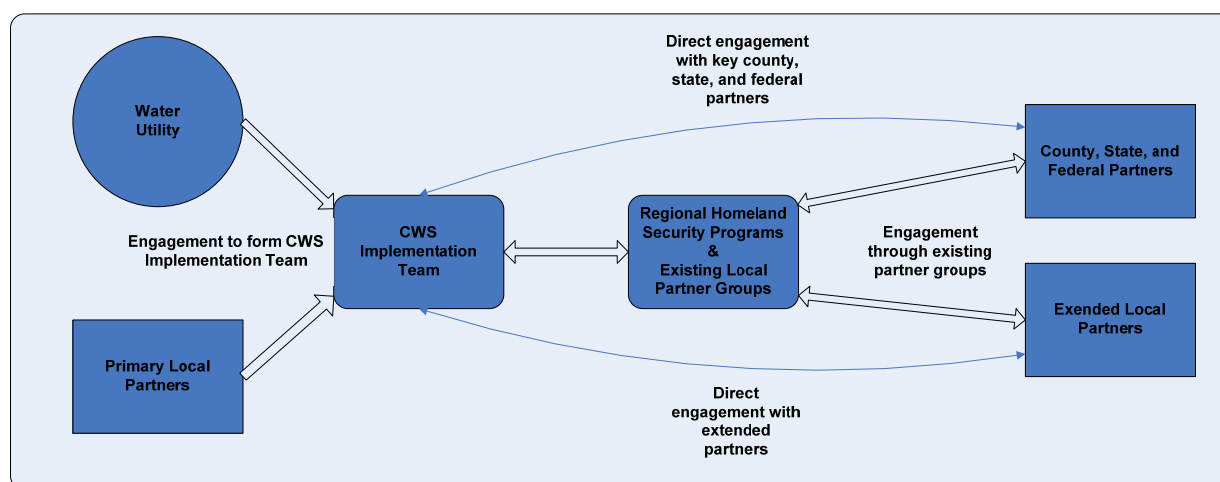 Water
Utility
Engagement to form CWS
Implementation Team
Primary Local
Partners
CWS
Implementation
Team
Direct engagement
with key county,
state, and federal
partners
Regional Homeland
Security Programs
&
Existing Local
Partner Groups
Direct
engagement with
extended
partners
County, State, and
Federal Partners
Engagement
through existing
partner groups
Exended Local
Partners